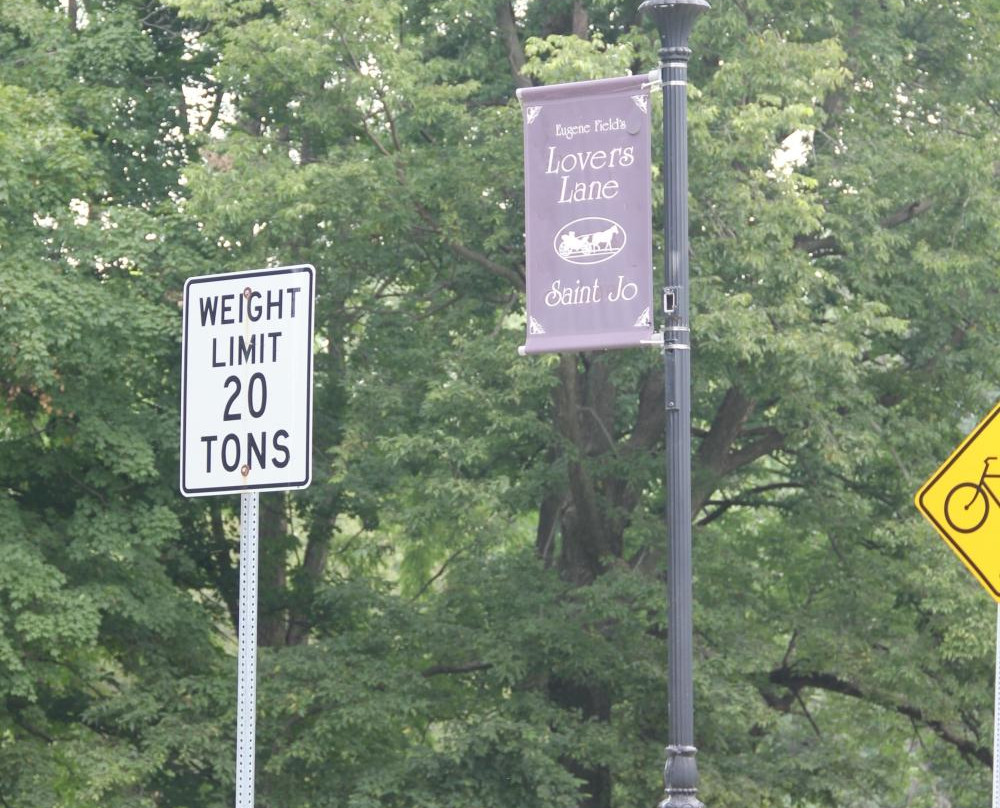 WEIGHT
LIMIT
20
TONS
Eugene Field's
Lovers
Lane
Saint Jo